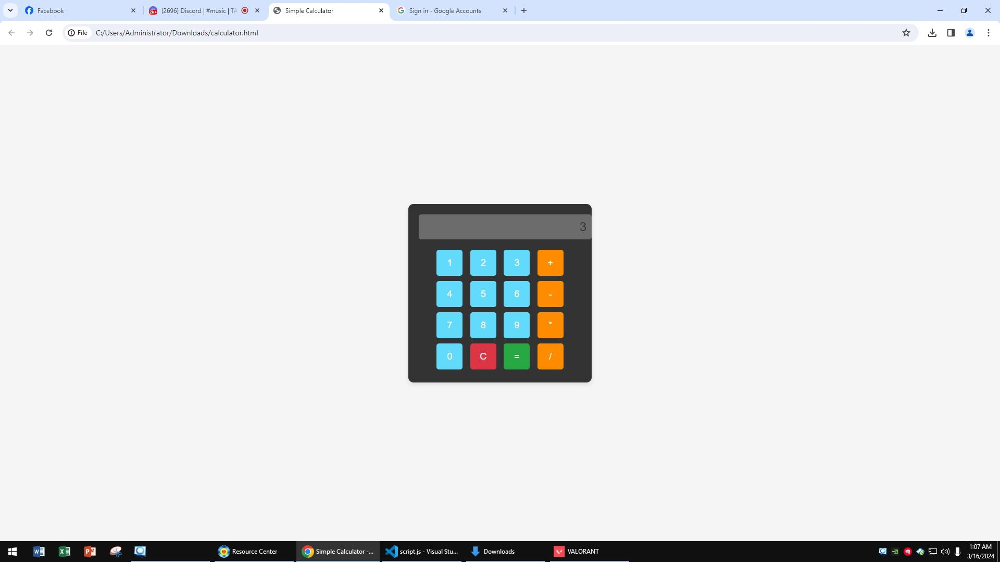 Facebook
(2696) Discord | #music | TA
Simple Calculator
Sign in - Google Accounts
File
C:/Users/Administrator/Downloads/calculator.html
3
1 2 3 +
4 5 6 -
7 8 9 *
0 C = /
Resource Center
Simple Calculator -...
script.js - Visual Stu...
Downloads
VALORANT
1:07 AM
3/16/2024